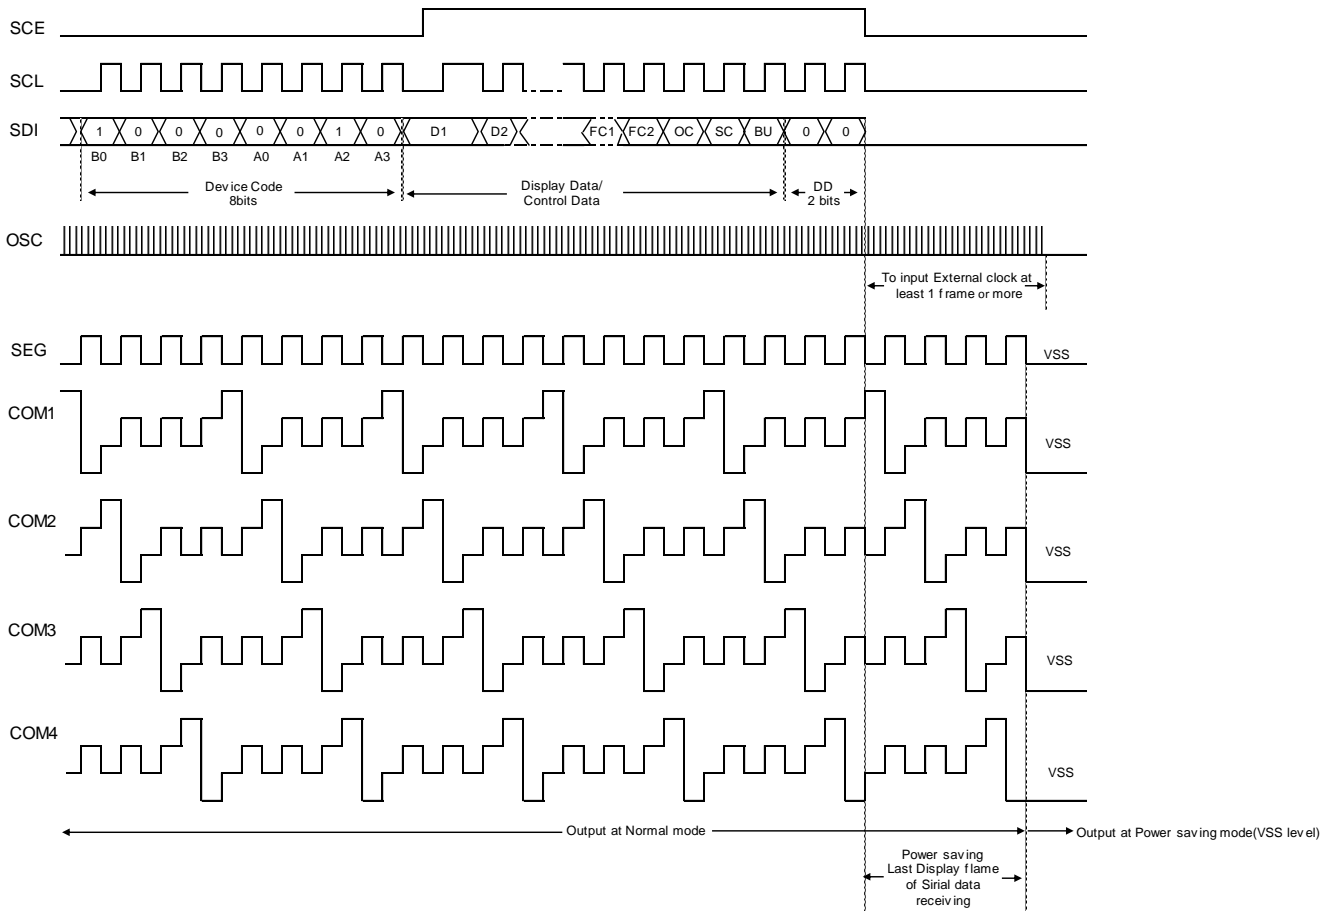 SCE
SCL
SDI
1 0 0 0 0 0 1 0 D1 D2 FC1 FC2 OC SC BU 0 0
B0 B1 B2 B3 A0 A1 A2 A3
Device Code
8bits
Display Data/
Control Data
DD
2 bits
OSC
To input External clock at
least 1 frame or more
SEG
VSS
COM1
VSS
COM2
VSS
COM3
VSS
COM4
VSS
Output at Normal mode
Output at Power saving mode(VSS level)
Power saving
Last Display flame
of Sirial data
receiving